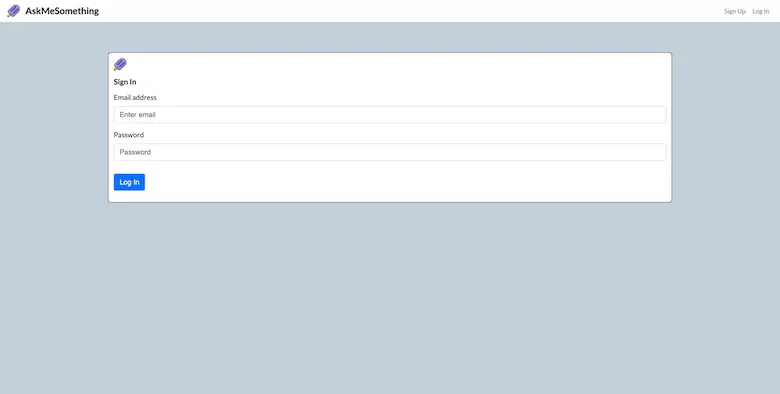 AskMeSomething
Sign Up
Log In
Sign In
Email address
Enter email
Password
Password
Log In